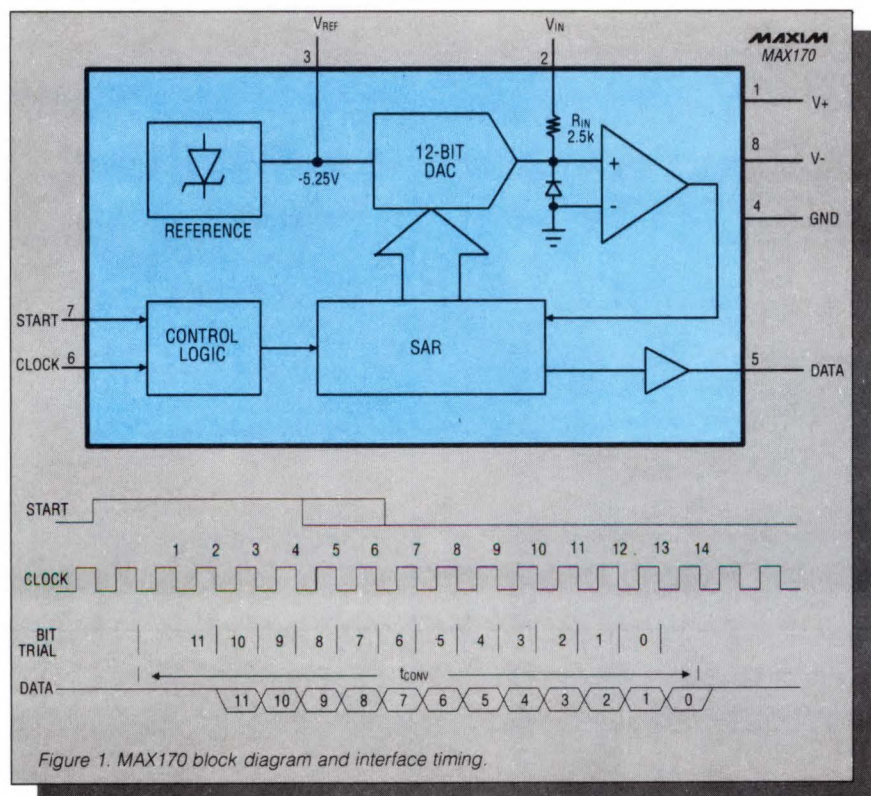 VREF
VIN
MAXIM
MAX170
3
2
1 V+
RIN
2.5k
12-BIT
DAC
-5.25V
+
-
8 V-
REFERENCE
4 GND
START 7
CONTROL
LOGIC
SAR
CLOCK 6
5 DATA
START
1 2 3 4 5 6 7 8 9 10 11 12 13 14
CLOCK
BIT
TRIAL
11 10 9 8 7 6 5 4 3 2 1 0
tCONV
DATA
11 10 9 8 7 6 5 4 3 2 1 0
Figure 1. MAX170 block diagram and interface timing.